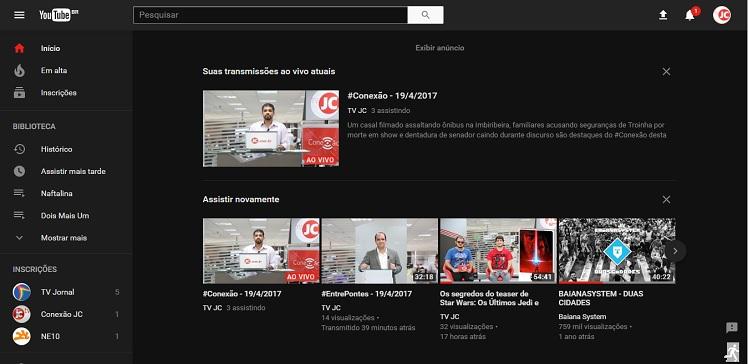 YouTube BR
Pesquisar
1
JC
Início
Em alta
Inscrições
BIBLIOTECA
Histórico
Assistir mais tarde
Naftalina
Dois Mais Um
Mostrar mais
INSCRIÇÕES
TV Jornal 5
Conexão JC 1
NE10 1
Exibir anúncio
Suas transmissões ao vivo atuais
JC
AO VIVO
#Conexão - 19/4/2017
TV JC 3 assistindo
Um casal filmado assaltando ônibus na Imbiribeira, familiares acusando seguranças de Troinha por
morte em show e dentadura de senador caindo durante discurso são destaques do #Conexão desta
Assistir novamente
AO VIVO
#Conexão - 19/4/2017
TV JC 3 assistindo
32:18
#EntrePontes - 19/4/2017
TV JC
14 visualizações •
Transmitido 39 minutos atrás
54:41
Os segredos do teaser de
Star Wars: Os Últimos Jedi e
TV JC
32 visualizações •
17 horas atrás
BAIANASYSTEM
DUAS CIDADES
40:22
BAIANASYSTEM - DUAS
CIDADES
Baiana System
759 mil visualizações •
1 ano atrás